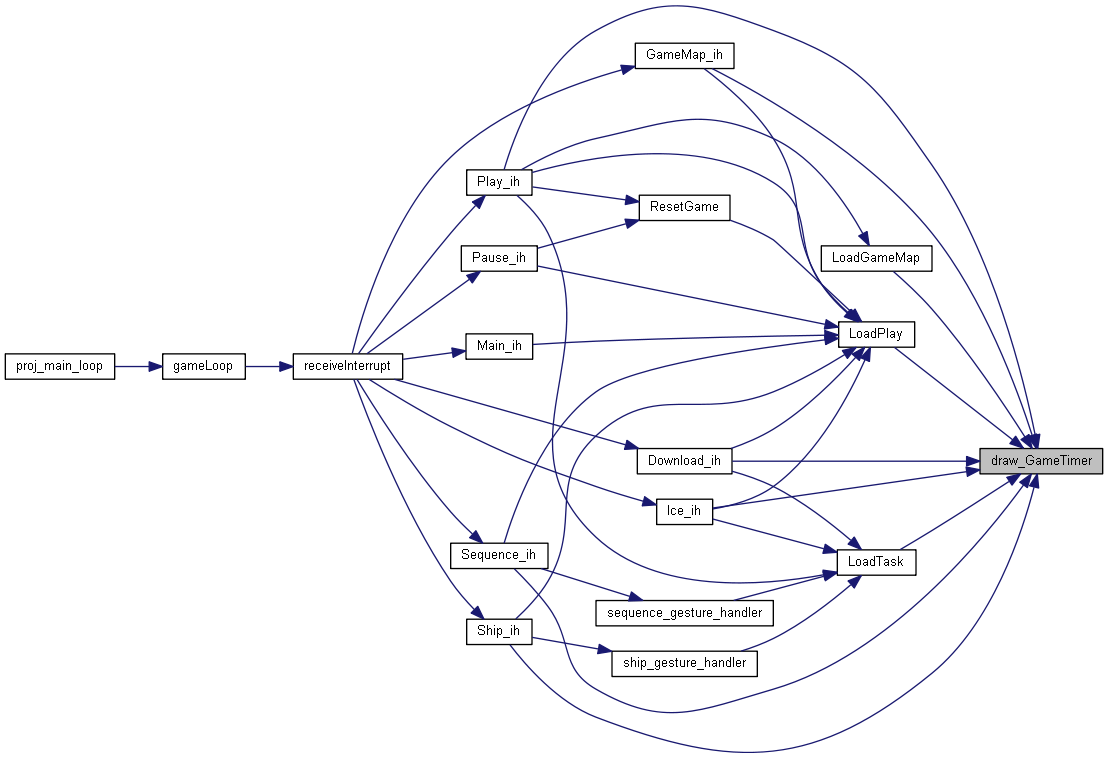 GameMap_ih
Play_ih
ResetGame
Pause_ih
LoadGameMap
LoadPlay
Main_ih
proj_main_loop
gameLoop
receiveInterrupt
Download_ih
draw_GameTimer
Ice_ih
Sequence_ih
LoadTask
sequence_gesture_handler
Ship_ih
ship_gesture_handler